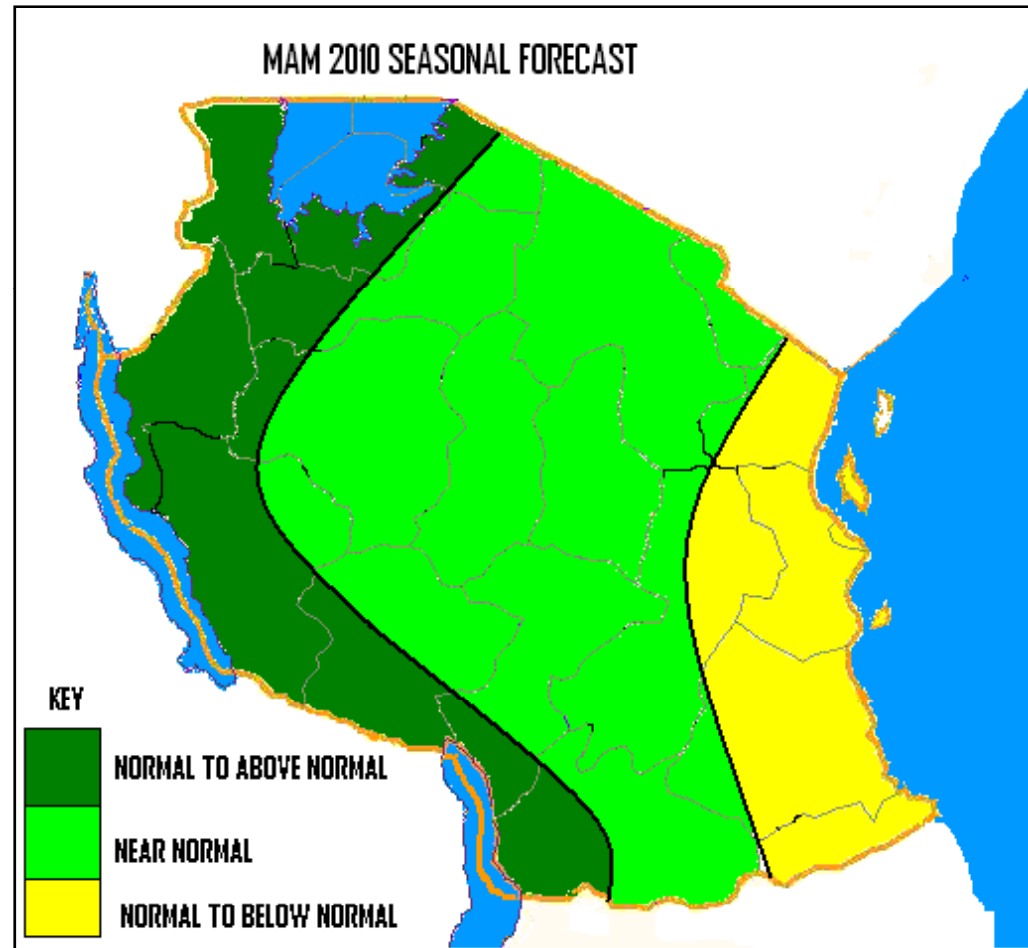 MAM 2010 SEASONAL FORECAST
KEY
NORMAL TO ABOVE NORMAL
NEAR NORMAL
NORMAL TO BELOW NORMAL